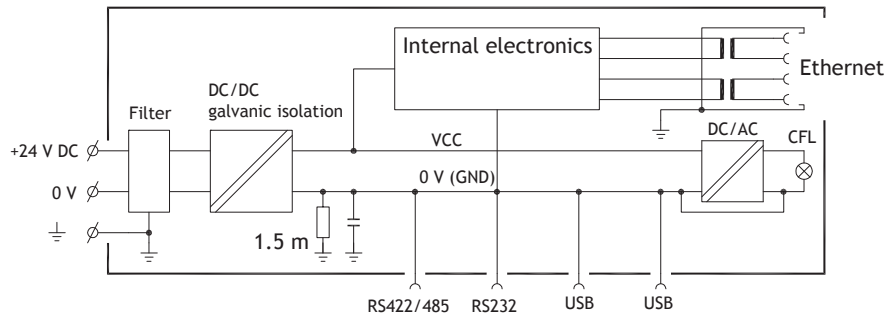 Internal electronics
Ethernet
DC/DC
galvanic isolation
Filter
DC/AC
CFL
+24 V DC
VCC
0 V
0 V (GND)
1.5 m
RS422/485
RS232
USB
USB